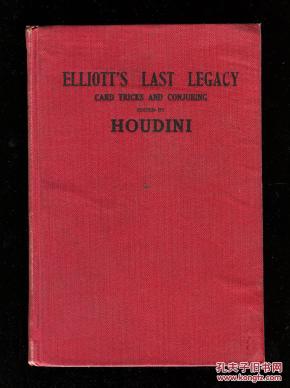 ELLIOTT'S LAST LEGACY
CARD TRICKS AND CONJURING
EDITED BY
HOUDINI
孔夫子旧书网